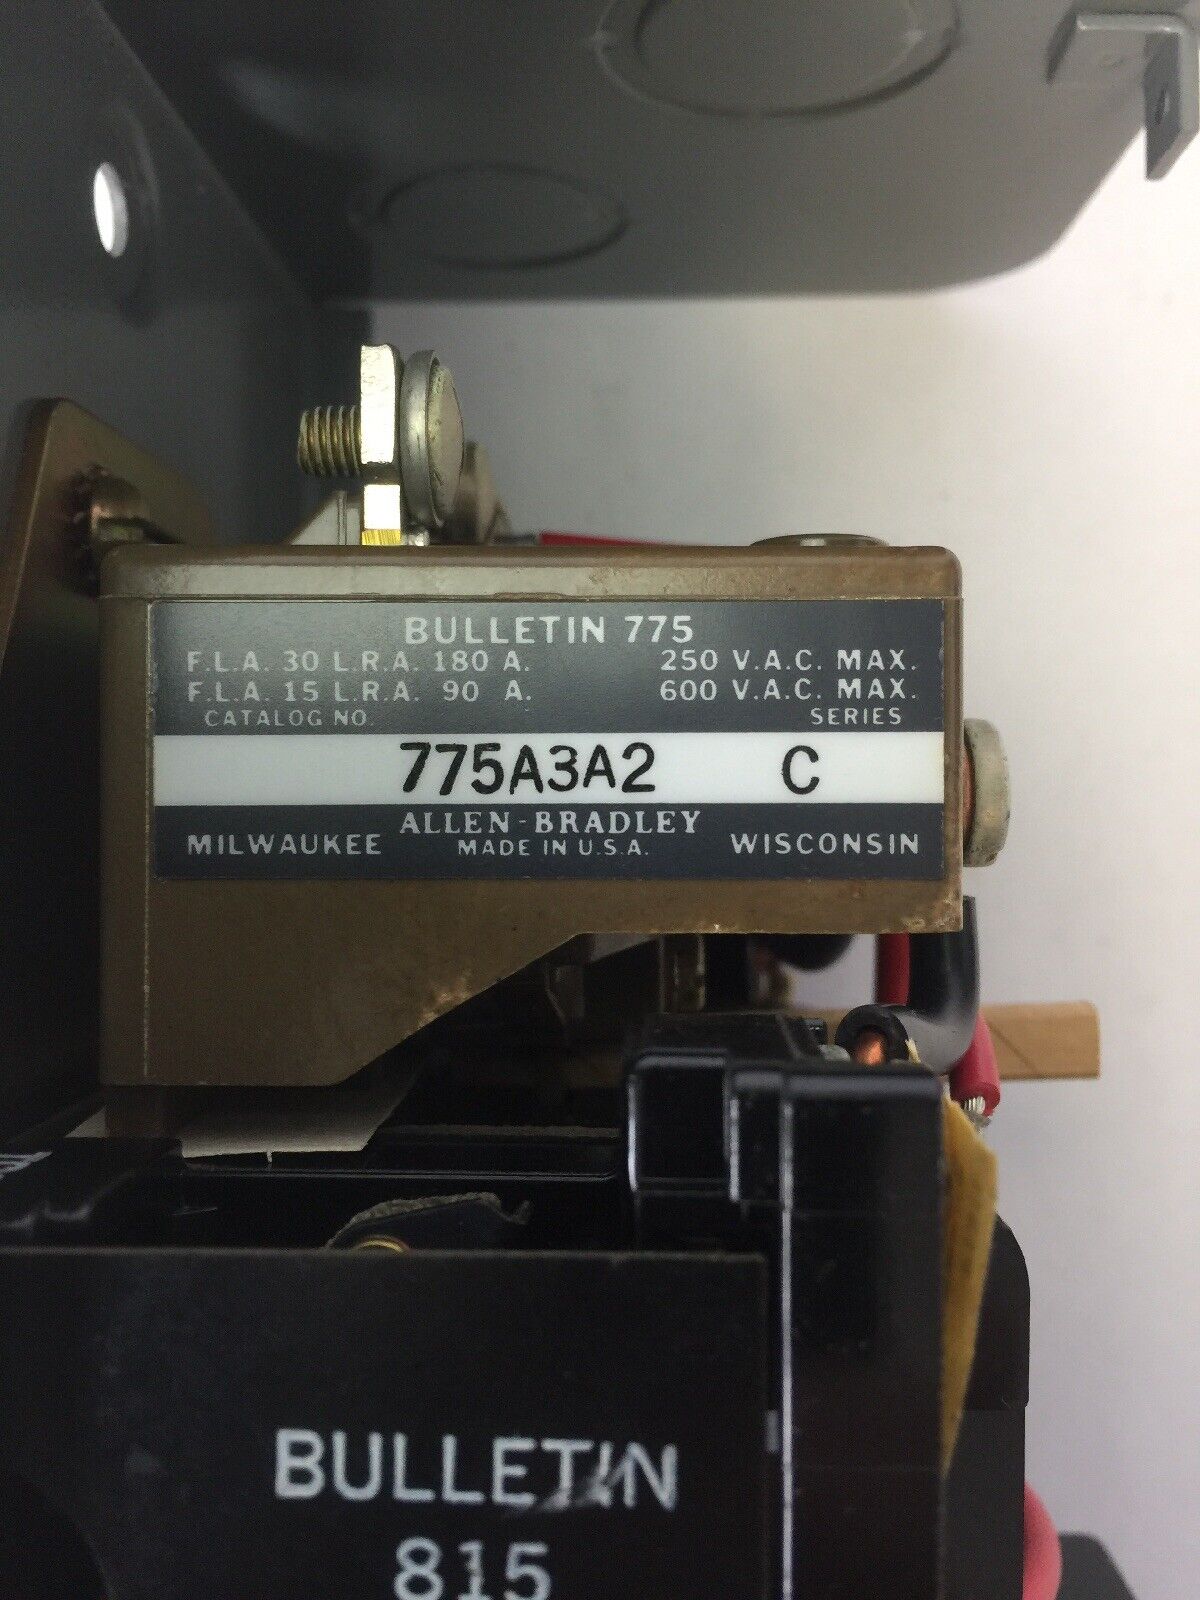 BULLETIN 775
F.L.A. 30 L.R.A. 180 A. 250 V.A.C. MAX.
F.L.A. 15 L.R.A. 90 A. 600 V.A.C. MAX.
CATALOG NO. SERIES
775A3A2 C
ALLEN-BRADLEY
MILWAUKEE MADE IN U.S.A. WISCONSIN
BULLETIN
815